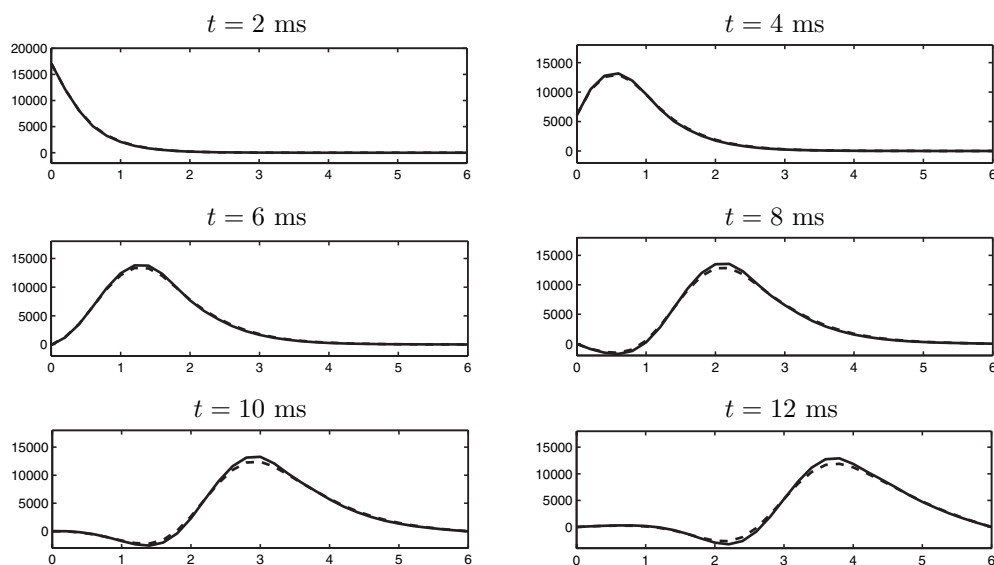 t = 2 ms
t = 4 ms
20000
15000
10000
5000
0
0 1 2 3 4 5 6
15000
10000
5000
0
0 1 2 3 4 5 6
t = 6 ms
t = 8 ms
15000
10000
5000
0
0 1 2 3 4 5 6
15000
10000
5000
0
0 1 2 3 4 5 6
t = 10 ms
t = 12 ms
15000
10000
5000
0
0 1 2 3 4 5 6
15000
10000
5000
0
0 1 2 3 4 5 6